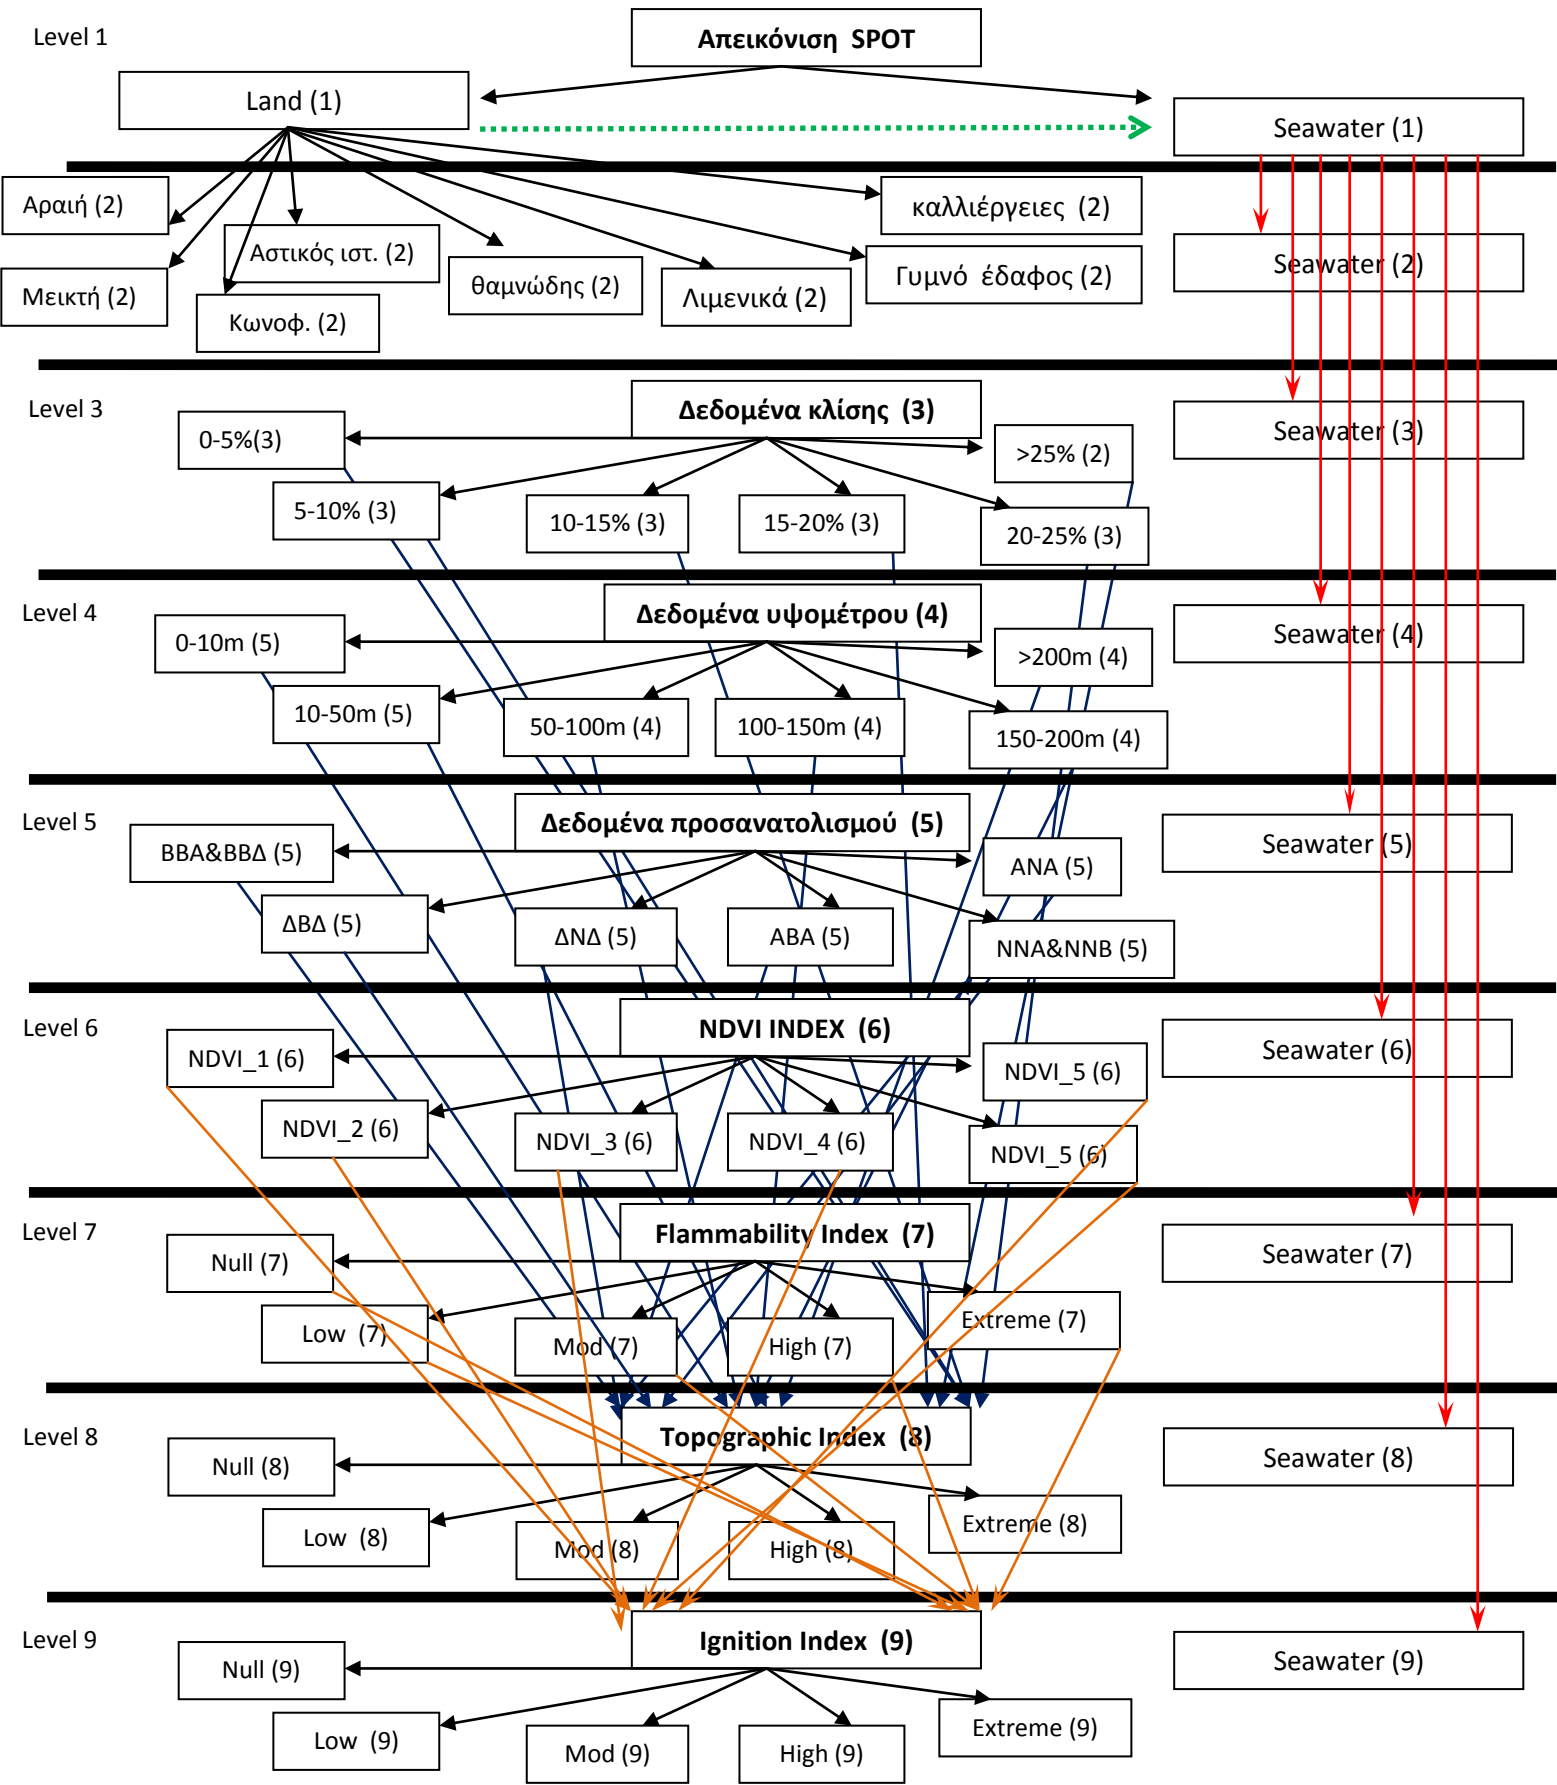 Level 1
Απεικόνιση SPOT
Land (1)
Seawater (1)
Αραιή (2)
καλλιέργειες (2)
Αστικός ιστ. (2)
Seawater (2)
Μεικτή (2)
θαμνώδης (2)
Λιμενικά (2)
Γυμνό έδαφος (2)
Κωνοφ. (2)
Level 3
Δεδομένα κλίσης (3)
0-5%(3)
>25% (2)
Seawater (3)
5-10% (3)
10-15% (3)
15-20% (3)
20-25% (3)
Level 4
Δεδομένα υψομέτρου (4)
0-10m (5)
>200m (4)
Seawater (4)
10-50m (5)
50-100m (4)
100-150m (4)
150-200m (4)
Level 5
Δεδομένα προσανατολισμού (5)
ΒΒΑ&ΒΒΔ (5)
ΑΝΑ (5)
Seawater (5)
ΔΒΔ (5)
ΔΝΔ (5)
ΑΒΑ (5)
ΝΝΑ&ΝΝΒ (5)
Level 6
NDVI INDEX (6)
NDVI_1 (6)
NDVI_5 (6)
Seawater (6)
NDVI_2 (6)
NDVI_3 (6)
NDVI_4 (6)
NDVI_5 (6)
Level 7
Flammability Index (7)
Null (7)
Seawater (7)
Low (7)
Mod (7)
High (7)
Extreme (7)
Level 8
Topographic Index (8)
Null (8)
Seawater (8)
Low (8)
Mod (8)
High (8)
Extreme (8)
Level 9
Ignition Index (9)
Null (9)
Seawater (9)
Low (9)
Mod (9)
High (9)
Extreme (9)